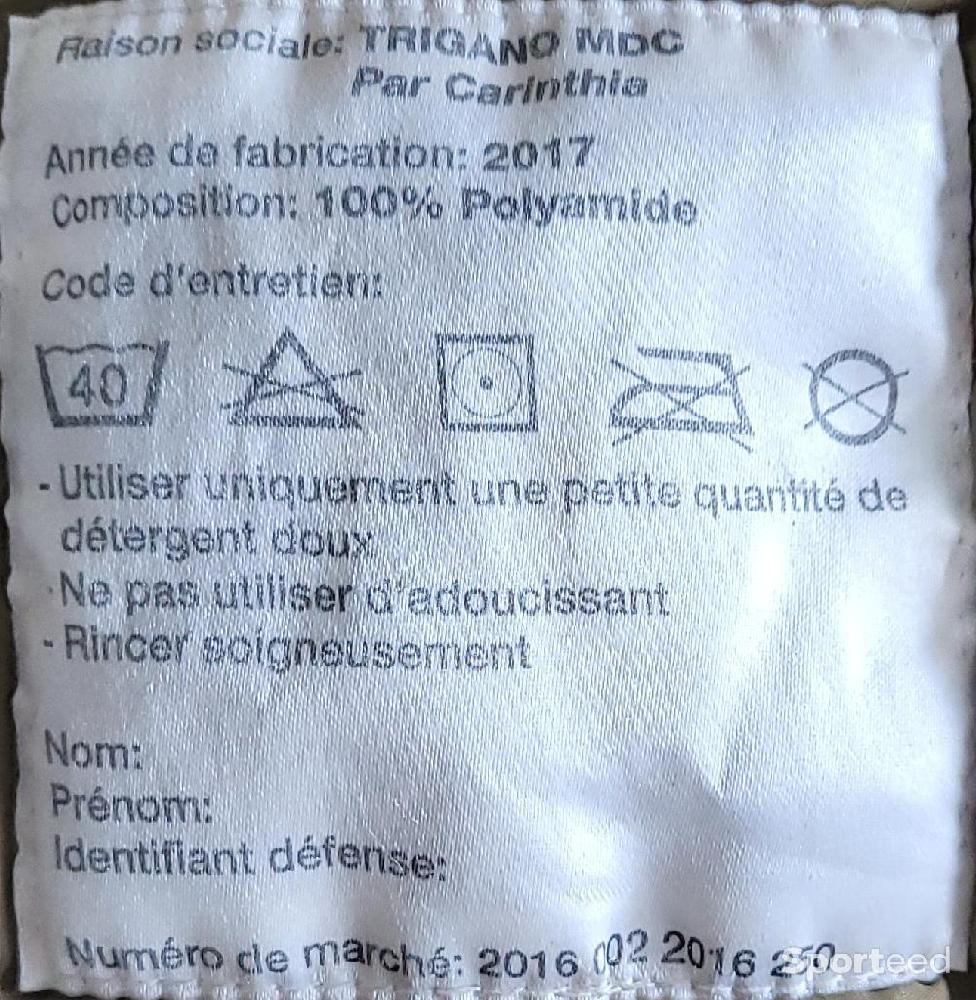 Raison sociale: TRIGANO MDC
Par Carinthia
Année de fabrication: 2017
Composition: 100% Polyamide
Code d'entretien:
40
- Utiliser uniquement une petite quantité de
détergent doux
- Ne pas utiliser d'adoucissant
- Rincer soigneusement
Nom:
Prénom:
Identifiant défense:
Numéro de marché: 2016 002 2016
Sporteed